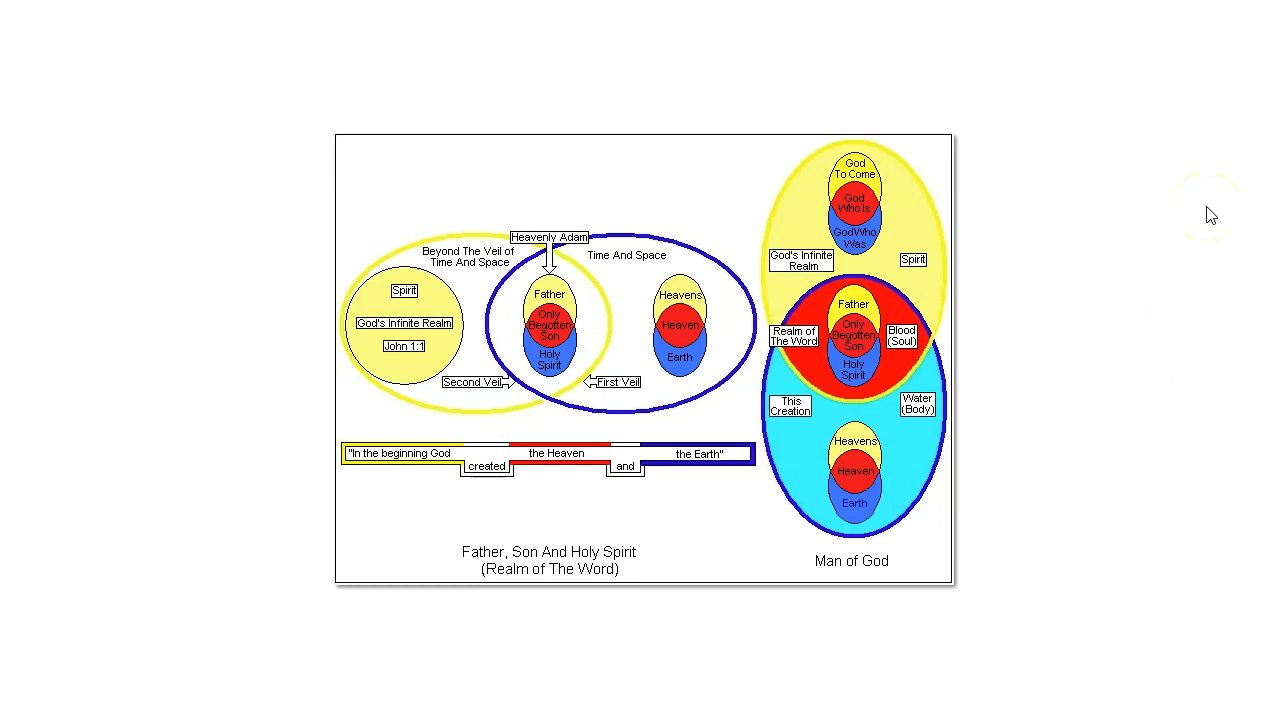 Heavenly Adam
Beyond The Veil of
Time And Space
Time And Space
Spirit
God's Infinite Realm
John 1:1
Father
Only
Begotten
Son
Holy
Spirit
Heavens
Heaven
Earth
Second Veil
First Veil
"In the beginning God
created
the Heaven
and
the Earth"
Father, Son And Holy Spirit
(Realm of The Word)
God
To Come
God
Who Is
God Who
Was
God's Infinite
Realm
Spirit
Father
Only
Begotten
Son
Holy
Spirit
Realm of
The Word
Blood
(Soul)
This
Creation
Water
(Body)
Heavens
Heaven
Earth
Man of God